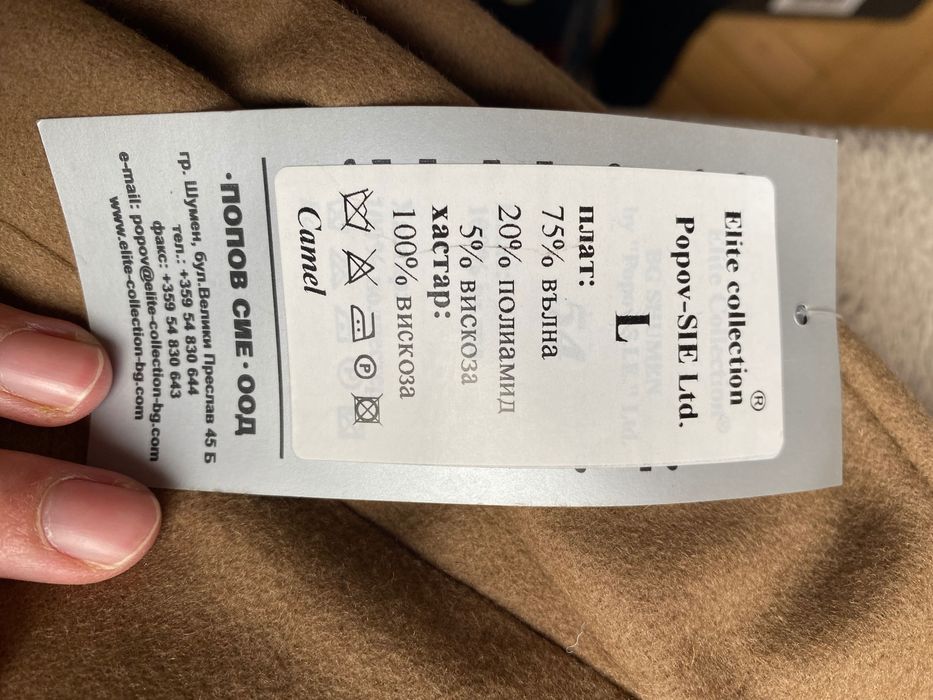 Elite collection®
Popov-SIE Ltd.
L
плат:
75% вълна
20% полиамид
5% вискоза
хастар:
100% вискоза
P
Camel
·ПОПОВ СИЕ·ООД
гр. Шумен, бул.Велики Преслав 45 Б
тел.: +359 54 830 644
факс: +359 54 830 643
e-mail: popov@elite-collection-bg.com
www.elite-collection-bg.com